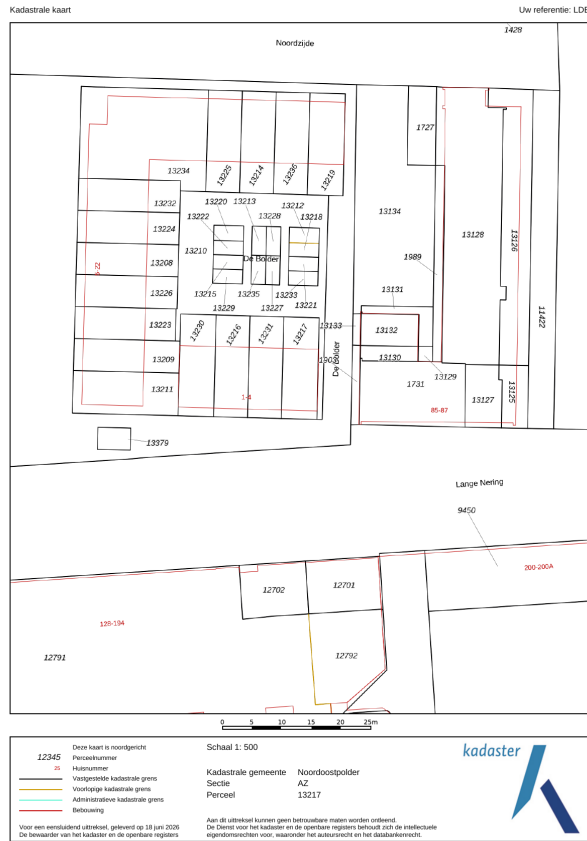 Kadastrale kaart
Uw referentie: LDE
1428
Noordzijde
1727
13234
13225
13214
13236
13219
13232
13220
13213
13212
13134
13222
13228
13218
13224
13128
13126
13210
1989
De Bolder
13208
4-22
13131
13215
13235
13233
13226
13229
13227
13221
11422
13223
13230
13216
13231
13217
13133
13132
De Bolder
13209
13130
13129
13211
1731
13127
13125
1-4
85-87
13379
Lange Nering
9450
200-200A
12702
12701
128-194
12791
12792
0 5 10 15 20 25m
Deze kaart is noordgericht
12345 Perceelnummer
25 Huisnummer
Vastgestelde kadastrale grens
Voorlopige kadastrale grens
Administratieve kadastrale grens
Bebouwing
Voor een eensluidend uittreksel, geleverd op 18 juni 2026
De bewaarder van het kadaster en de openbare registers
Schaal 1: 500
Kadastrale gemeente Noordoostpolder
Sectie AZ
Perceel 13217
Aan dit uittreksel kunnen geen betrouwbare maten worden ontleend.
De Dienst voor het kadaster en de openbare registers behoudt zich de intellectuele
eigendomsrechten voor, waaronder het auteursrecht en het databankenrecht.
kadaster